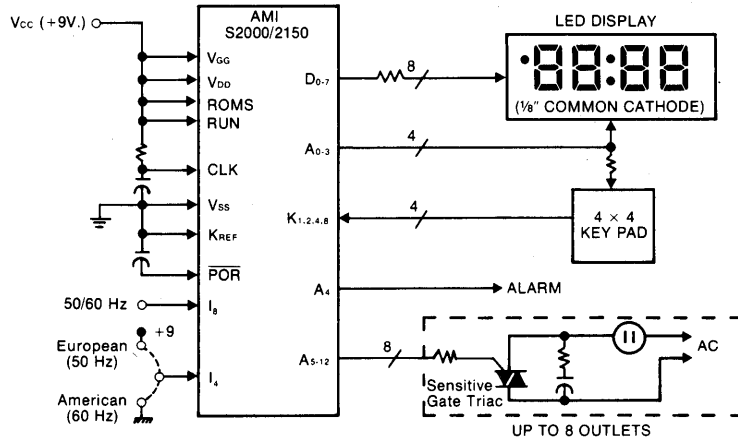 AMI
S2000/2150
VCC (+9V.)
VGG
VDD
ROMS
RUN
CLK
VSS
KREF
POR
50/60 Hz
I8
+9
European
(50 Hz)
American
(60 Hz)
I4
D0-7
8
A0-3
4
K1.2.4.8
4
A4
ALARM
A5-12
8
LED DISPLAY
88:88
(1/8" COMMON CATHODE)
4 × 4
KEY PAD
Sensitive
Gate Triac
AC
UP TO 8 OUTLETS